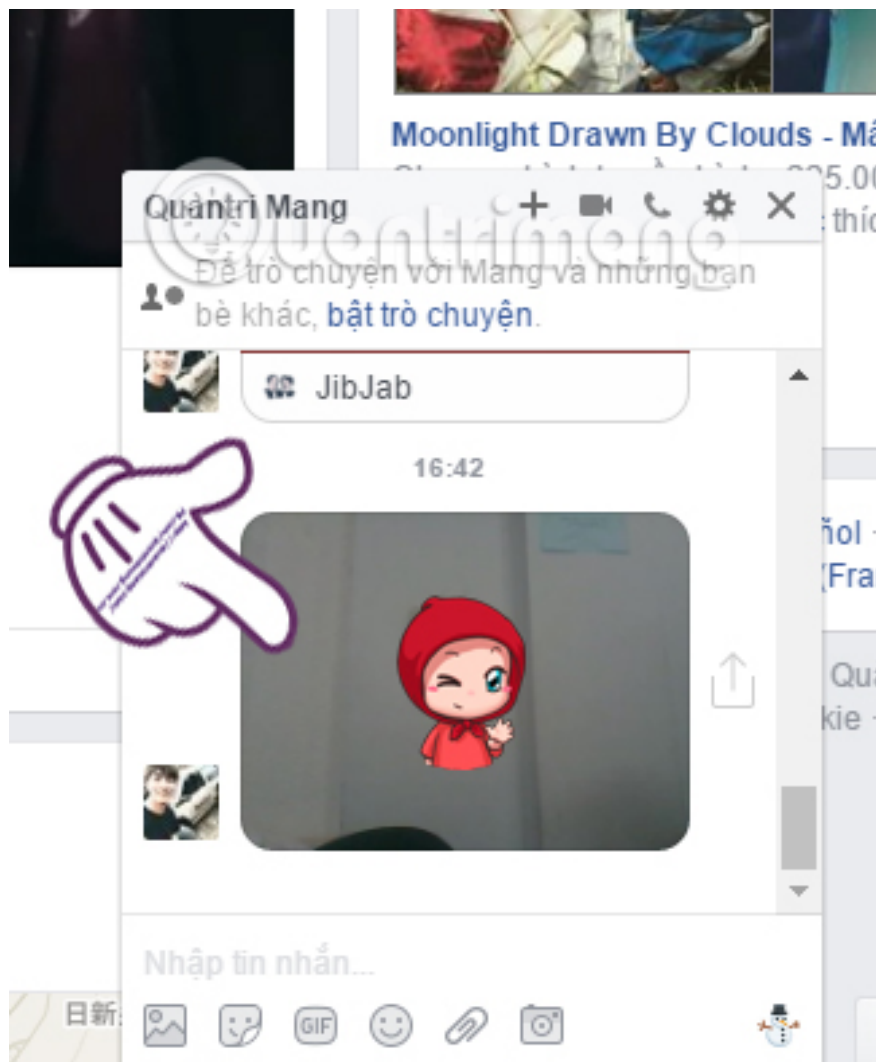 Moonlight Drawn By Clouds - Mâ
Quantri Mang
Quantrimang
Để trò chuyện với Mang và những bạn
bè khác, bật trò chuyện.
JibJab
16:42
ñol
(Fra
Qua
kie
Nhập tin nhắn...
GIF
日新